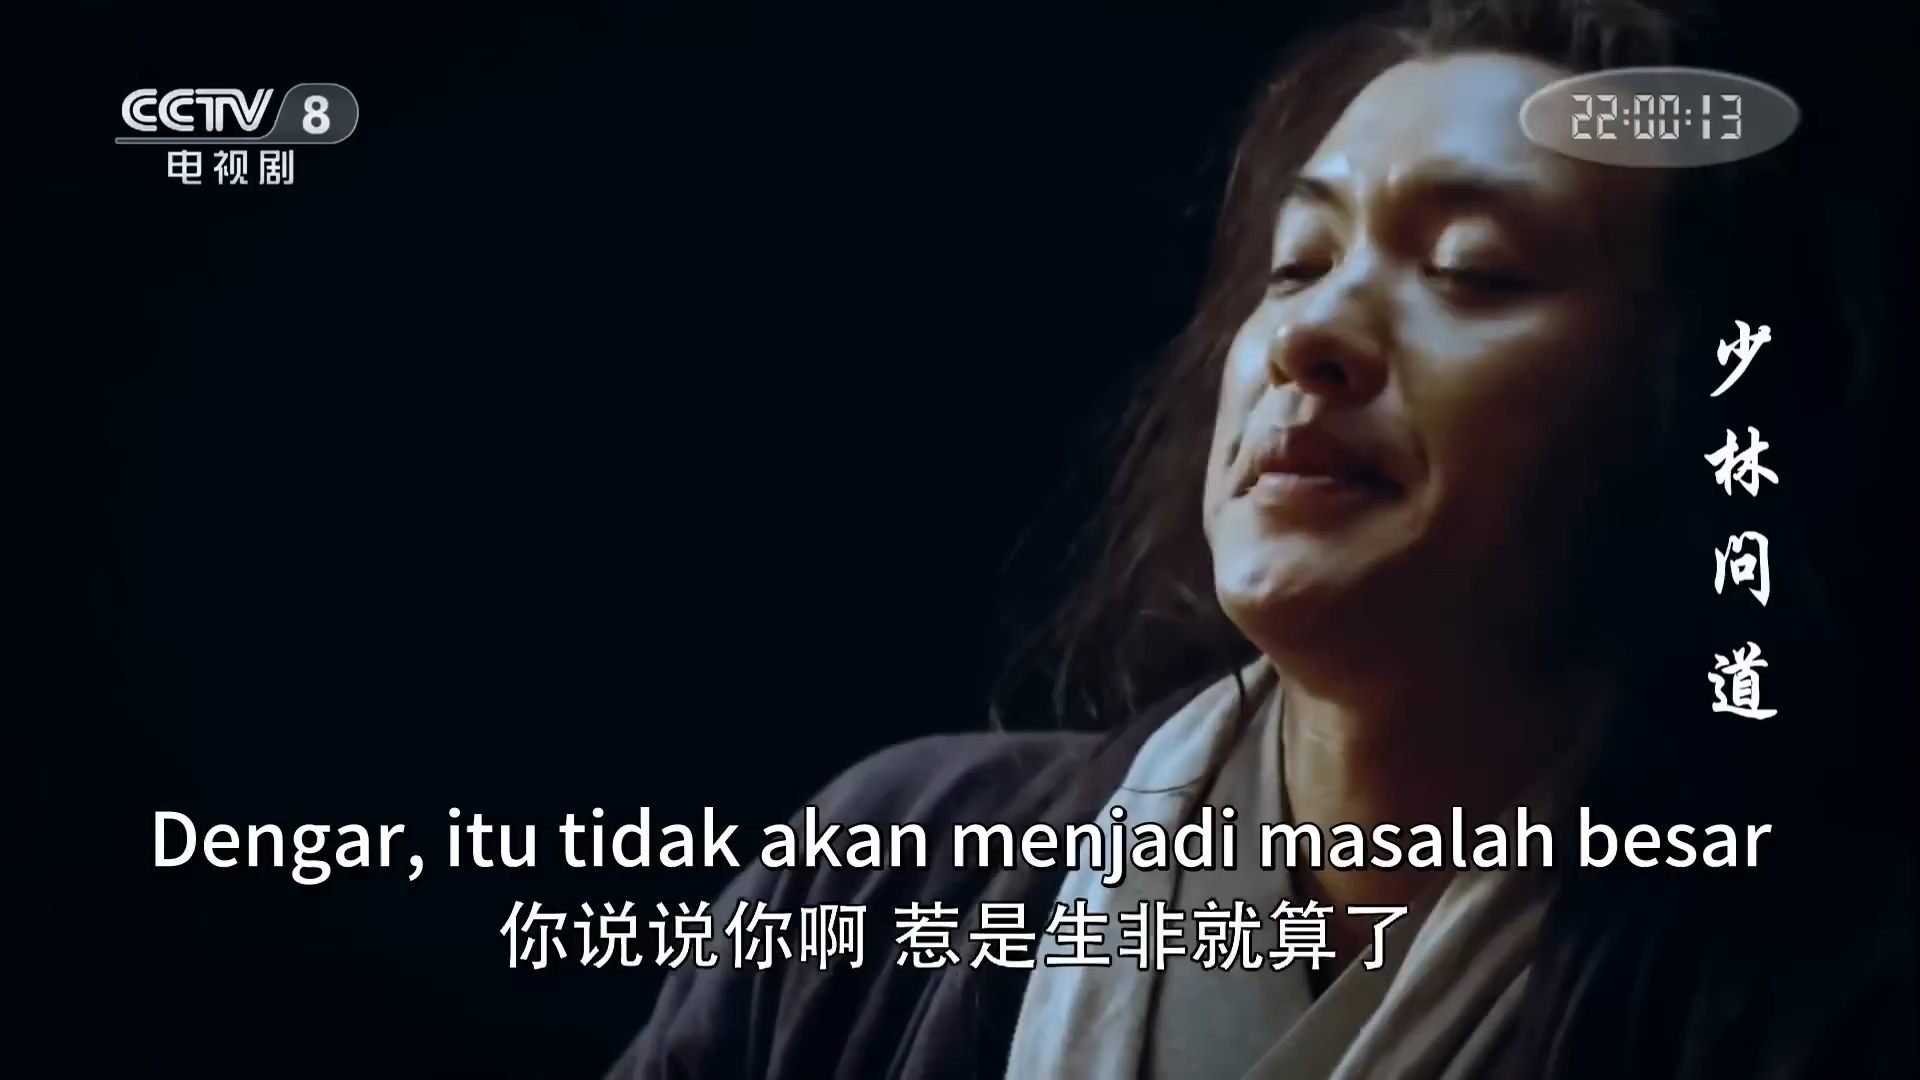 CCTV 8
电视剧
22:00:13
少林问道
Dengar, itu tidak akan menjadi masalah besar
你说说你啊 惹是生非就算了